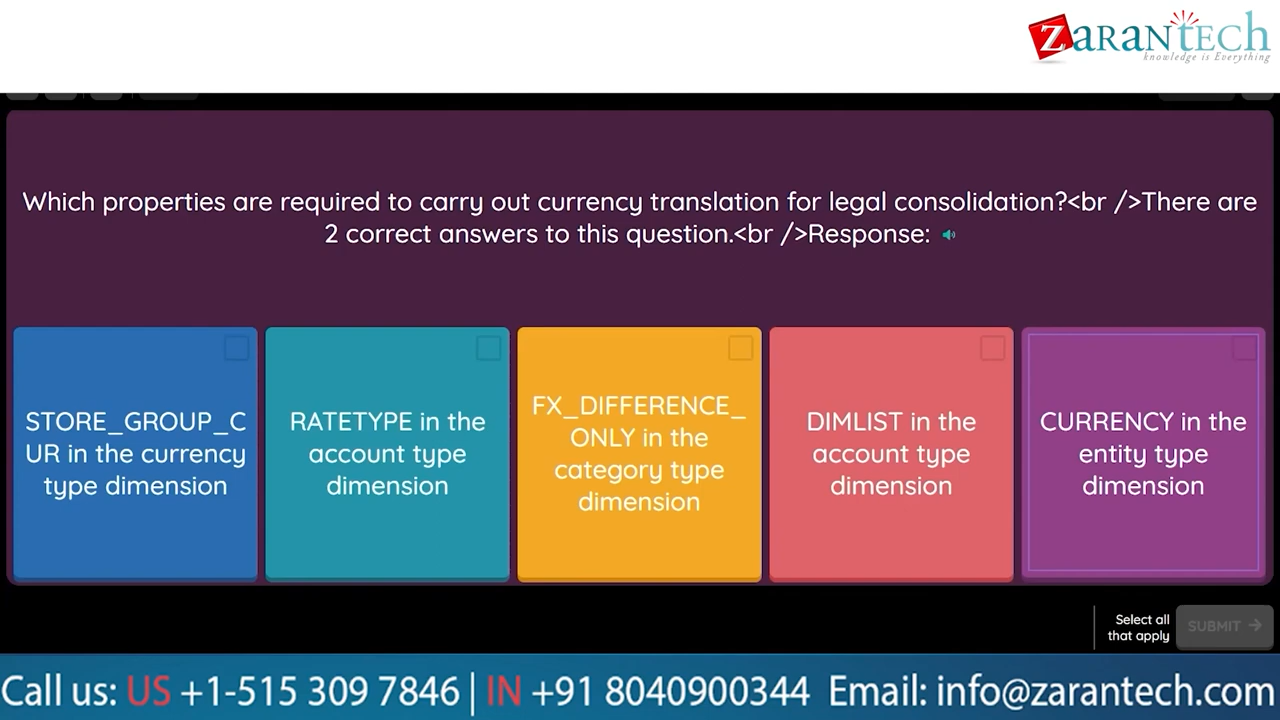 ZARANTECH
knowledge is Everything
Which properties are required to carry out currency translation for legal consolidation?<br />There are
2 correct answers to this question.<br />Response:
STORE_GROUP_C
UR in the currency
type dimension
RATETYPE in the
account type
dimension
FX_DIFFERENCE_
ONLY in the
category type
dimension
DIMLIST in the
account type
dimension
CURRENCY in the
entity type
dimension
Select all
that apply
SUBMIT
Call us: US +1-515 309 7846 | IN +91 8040900344 Email: info@zarantech.com